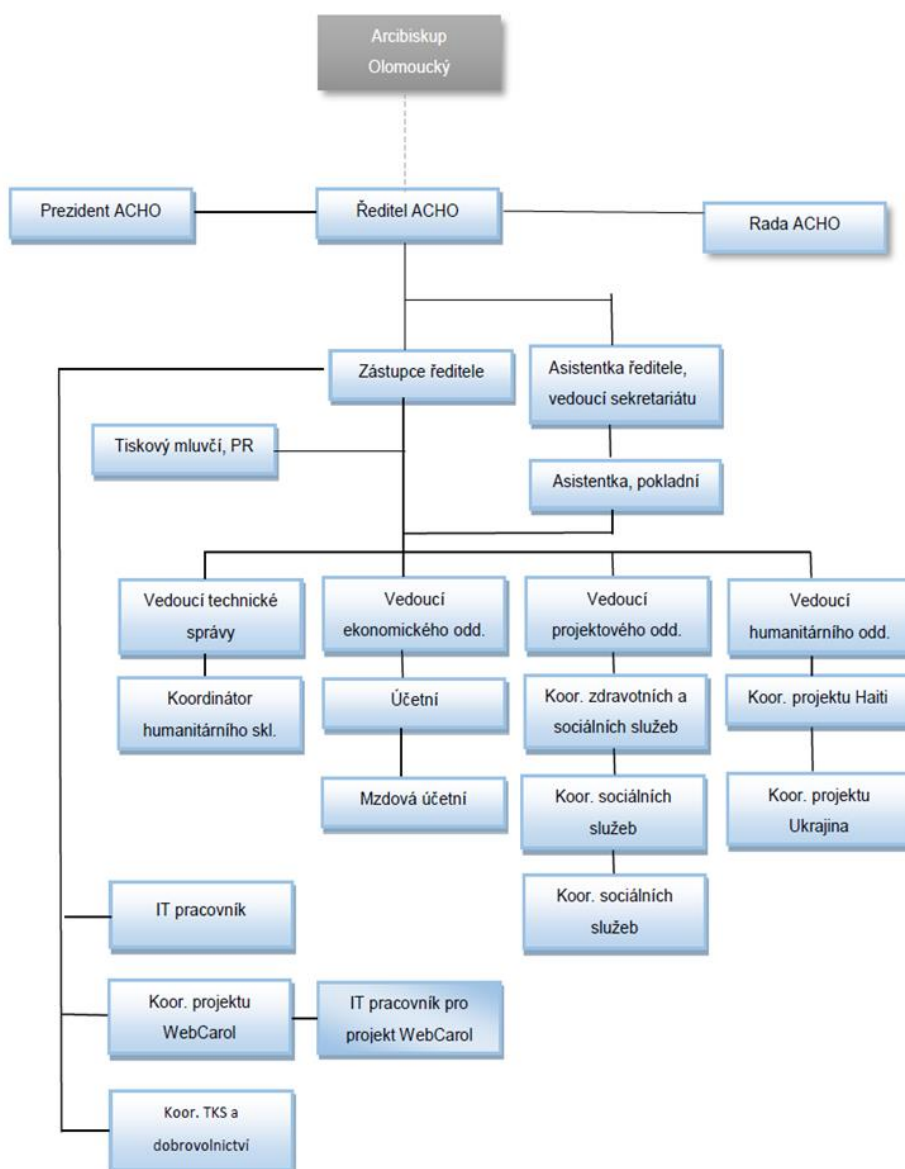 Arcibiskup
Olomoucký
Prezident ACHO
Ředitel ACHO
Rada ACHO
Zástupce ředitele
Asistentka ředitele,
vedoucí sekretariátu
Tiskový mluvčí, PR
Asistentka, pokladní
Vedoucí technické
správy
Vedoucí
ekonomického odd.
Vedoucí
projektového odd.
Vedoucí
humanitárního odd.
Koordinátor
humanitárního skl.
Účetní
Koor. zdravotních a
sociálních služeb
Koor. projektu Haiti
Mzdová účetní
Koor. sociálních
služeb
Koor. projektu
Ukrajina
Koor. sociálních
služeb
IT pracovník
Koor. projektu
WebCarol
IT pracovník pro
projekt WebCarol
Koor. TKS a
dobrovolnictví